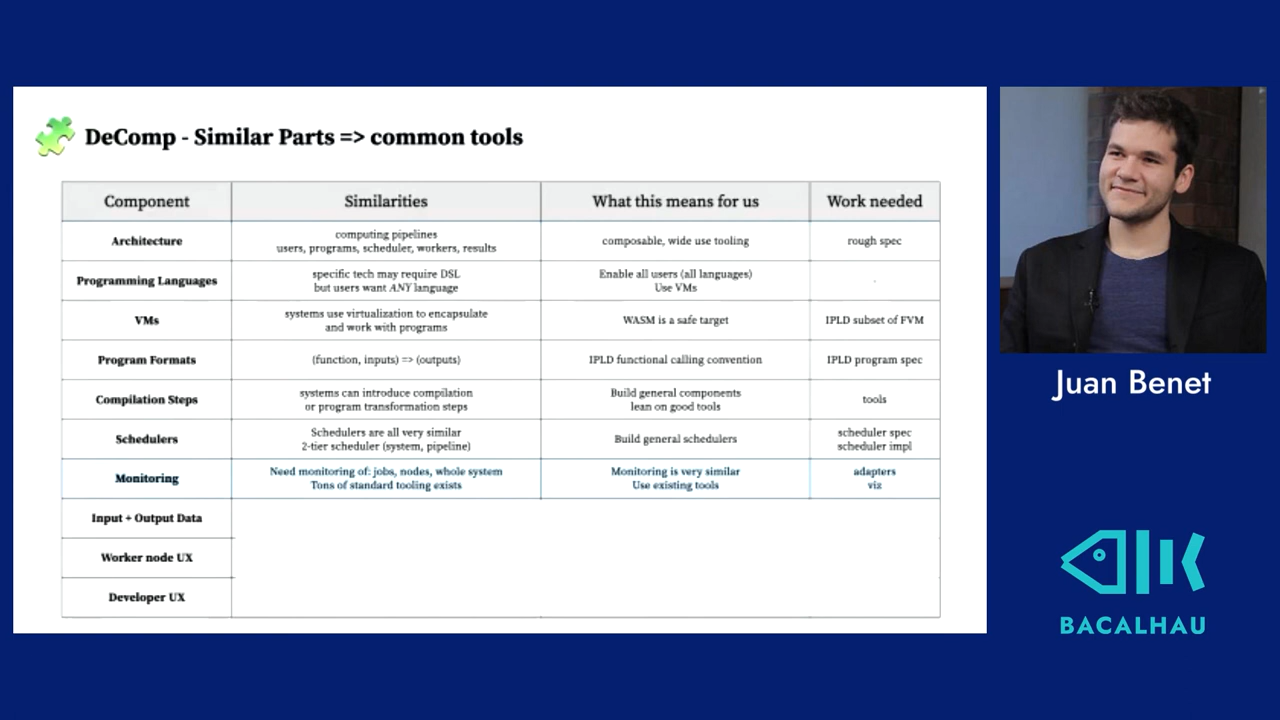 DeComp - Similar Parts => common tools
Component Similarities What this means for us Work needed
Architecture
computing pipelines
users, programs, scheduler, workers, results
composable, wide use tooling
rough spec
Programming Languages
specific tech may require DSL
but users want ANY language
Enable all users (all languages)
Use VMs
-
VMs
systems use virtualization to encapsulate
and work with programs
WASM is a safe target
IPLD subset of FVM
Program Formats
(function, inputs) => (outputs)
IPLD functional calling convention
IPLD program spec
Compilation Steps
systems can introduce compilation
or program transformation steps
Build general components
lean on good tools
tools
Schedulers
Schedulers are all very similar
2-tier scheduler (system, pipeline)
Build general schedulers
scheduler spec
scheduler impl
Monitoring
Need monitoring of: jobs, nodes, whole system
Tons of standard tooling exists
Monitoring is very similar
Use existing tools
adapters
viz
Input + Output Data
Worker node UX
Developer UX
Juan Benet
BACALHAU